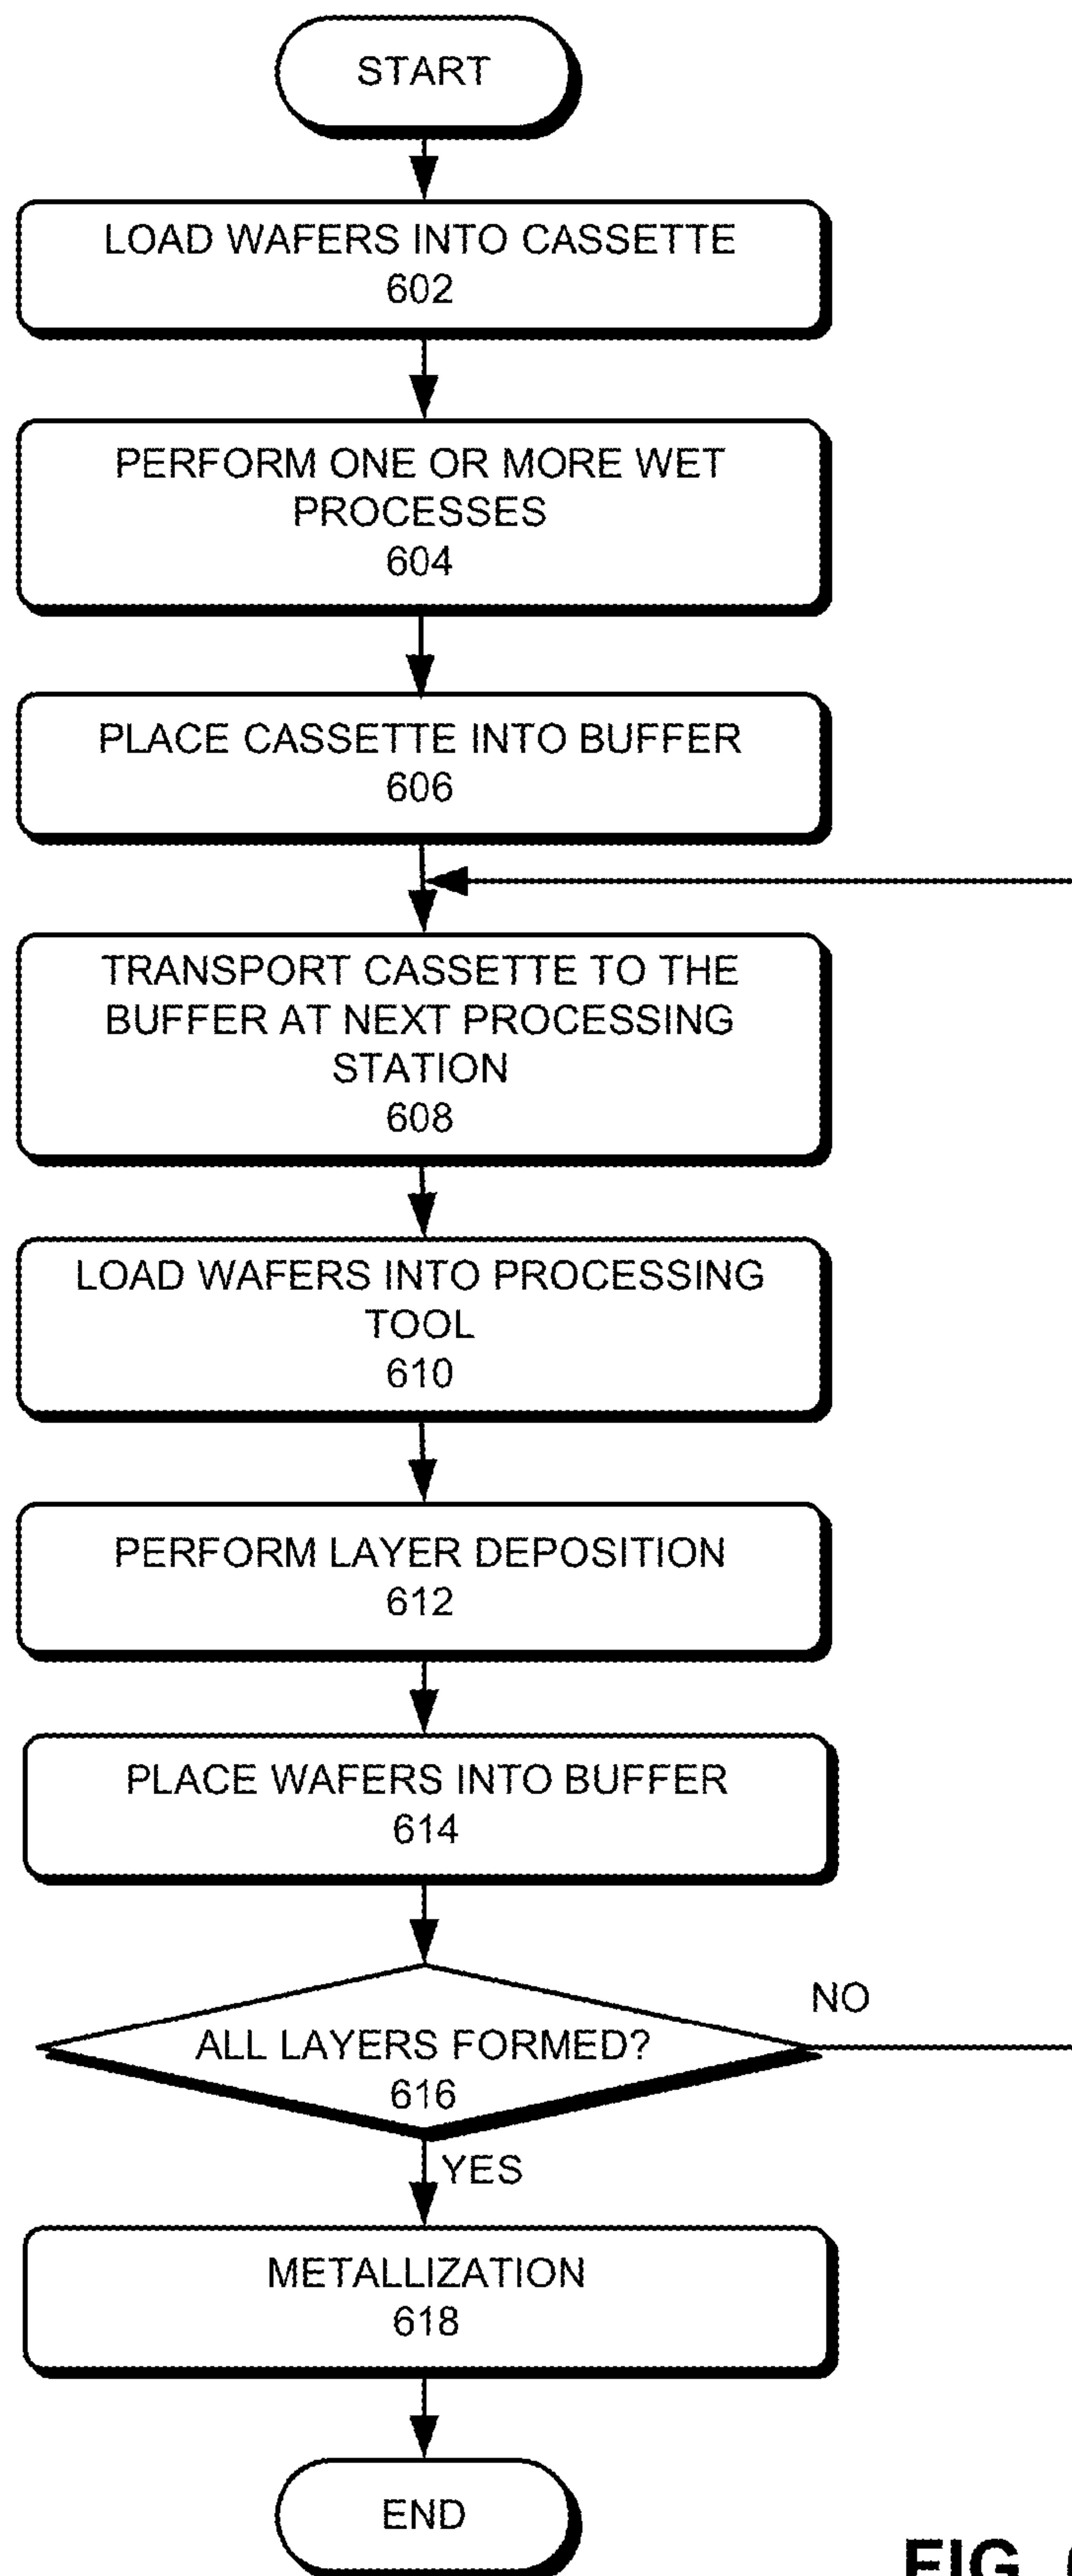 START
LOAD WAFERS INTO CASSETTE
602
PERFORM ONE OR MORE WET
PROCESSES
604
PLACE CASSETTE INTO BUFFER
606
TRANSPORT CASSETTE TO THE
BUFFER AT NEXT PROCESSING
STATION
608
LOAD WAFERS INTO PROCESSING
TOOL
610
PERFORM LAYER DEPOSITION
612
PLACE WAFERS INTO BUFFER
614
NO
ALL LAYERS FORMED?
616
YES
METALLIZATION
618
END
FIG.